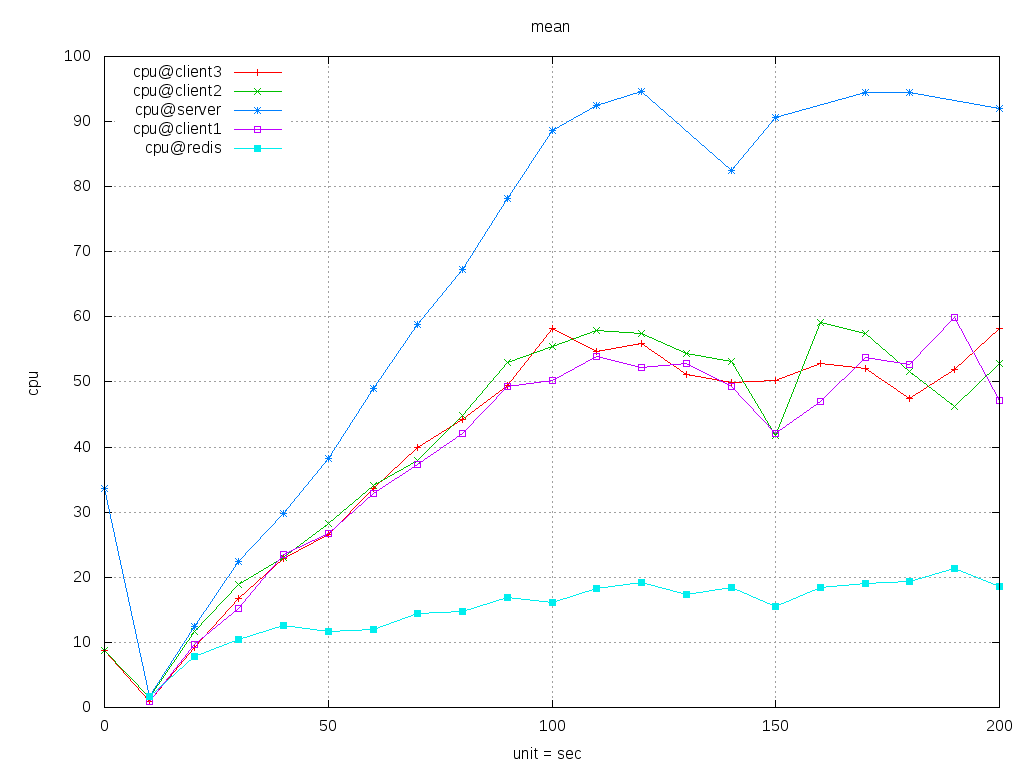 mean
100
90
80
70
60
50
40
30
20
10
0
cpu
cpu@client3
cpu@client2
cpu@server
cpu@client1
cpu@redis
0 50 100 150 200
unit = sec